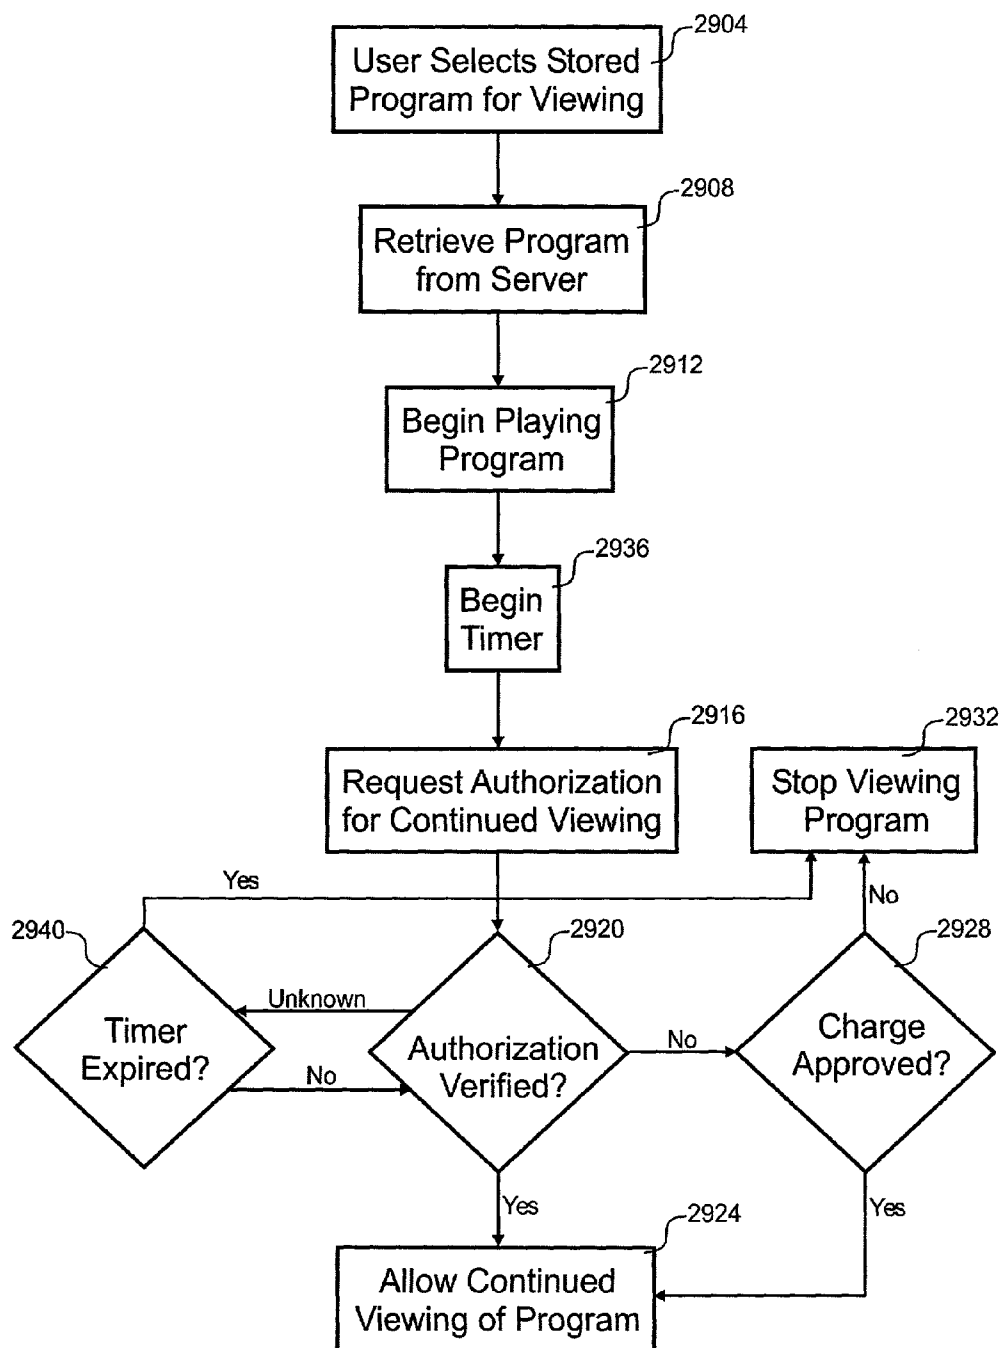 2904
User Selects Stored
Program for Viewing
2908
Retrieve Program
from Server
2912
Begin Playing
Program
2936
Begin
Timer
2916
Request Authorization
for Continued Viewing
2932
Stop Viewing
Program
Yes
No
2940
2920
2928
Unknown
Timer
Expired?
No
Authorization
Verified?
No
Charge
Approved?
Yes
Yes
2924
Allow Continued
Viewing of Program